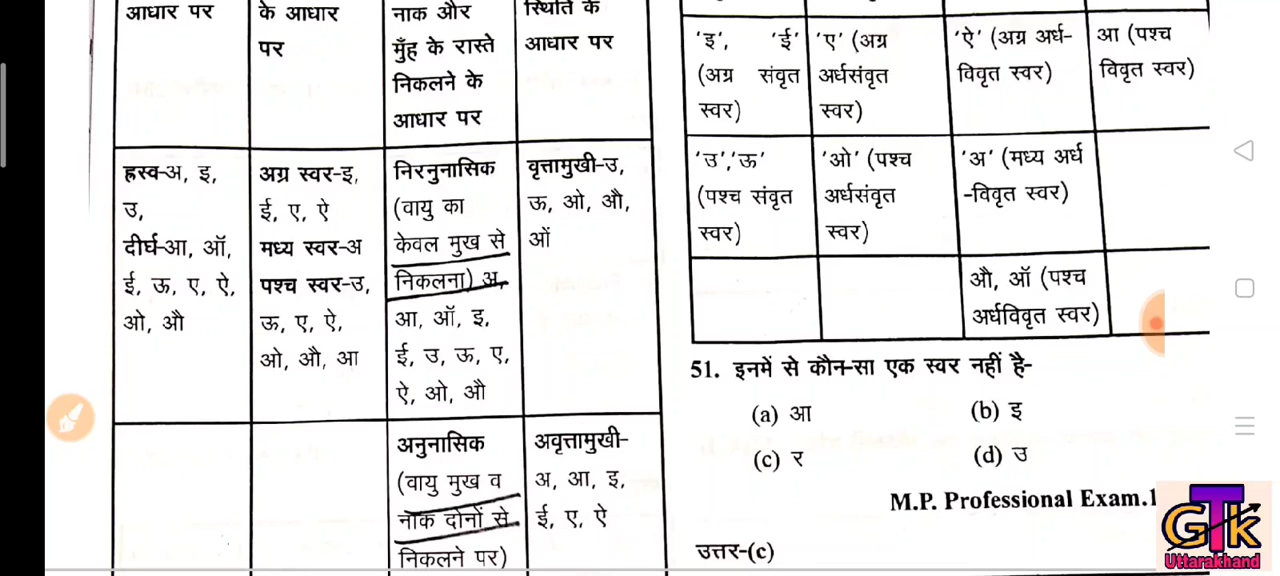 आधार पर
के आधार
पर
नाक और
मुँह के रास्ते
निकलने के
आधार पर
स्थिति के
आधार पर
ह्रस्व-अ, इ,
उ,
दीर्घ-आ, ऑ,
ई, ऊ, ए, ऐ,
ओ, औ
अग्र स्वर-इ,
ई, ए, ऐ
मध्य स्वर-अ
पश्च स्वर-उ,
ऊ, ए, ऐ,
ओ, औ, आ
निरनुनासिक
(वायु का
केवल मुख से
निकलना) अ,
आ, ऑ, इ,
ई, उ, ऊ, ए,
ऐ, ओ, औ
वृत्तामुखी-उ,
ऊ, ओ, औ,
ओं
अनुनासिक
(वायु मुख व
नाक दोनों से
निकलने पर)
अवृत्तामुखी-
अ, आ, इ,
ई, ए, ऐ
'इ', 'ई'
(अग्र संवृत
स्वर)
'ए' (अग्र
अर्धसंवृत
स्वर)
'ऐ' (अग्र अर्ध-
विवृत स्वर)
आ (पश्च
विवृत स्वर)
'उ','ऊ'
(पश्च संवृत
स्वर)
'ओ' (पश्च
अर्धसंवृत
स्वर)
'अ' (मध्य अर्ध
-विवृत स्वर)
औ, ऑ (पश्च
अर्धविवृत स्वर)
51. इनमें से कौन-सा एक स्वर नहीं है-
(a) आ
(b) इ
(c) र
(d) उ
M.P. Professional Exam.1
उत्तर-(c)
GTK
Uttarakhand